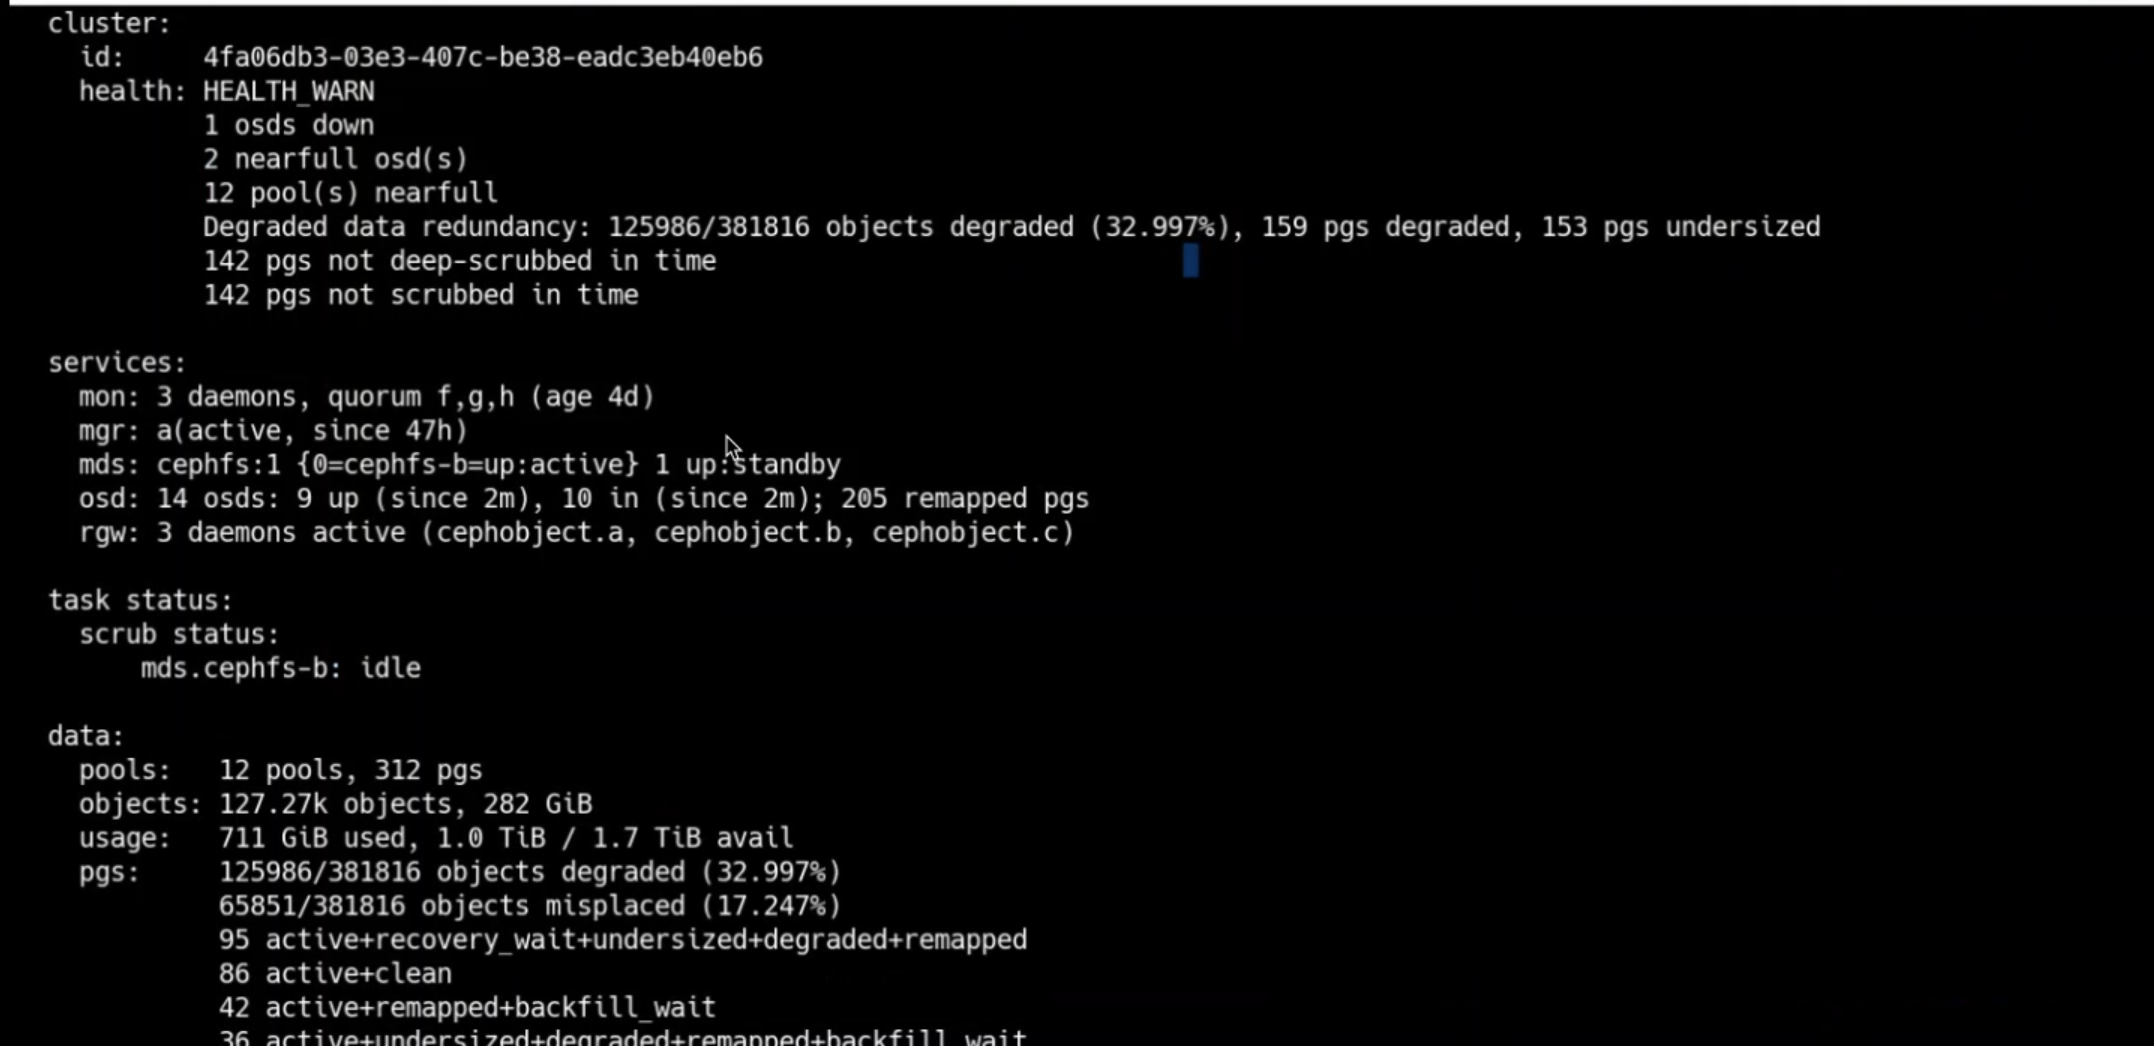 cluster:
id: 4fa06db3-03e3-407c-be38-eadc3eb40eb6
health: HEALTH_WARN
1 osds down
2 nearfull osd(s)
12 pool(s) nearfull
Degraded data redundancy: 125986/381816 objects degraded (32.997%), 159 pgs degraded, 153 pgs undersized
142 pgs not deep-scrubbed in time
142 pgs not scrubbed in time
services:
mon: 3 daemons, quorum f,g,h (age 4d)
mgr: a(active, since 47h)
mds: cephfs:1 {0=cephfs-b=up:active} 1 up:standby
osd: 14 osds: 9 up (since 2m), 10 in (since 2m); 205 remapped pgs
rgw: 3 daemons active (cephobject.a, cephobject.b, cephobject.c)
task status:
scrub status:
mds.cephfs-b: idle
data:
pools: 12 pools, 312 pgs
objects: 127.27k objects, 282 GiB
usage: 711 GiB used, 1.0 TiB / 1.7 TiB avail
pgs: 125986/381816 objects degraded (32.997%)
65851/381816 objects misplaced (17.247%)
95 active+recovery_wait+undersized+degraded+remapped
86 active+clean
42 active+remapped+backfill_wait
36 active+undersized+degraded+remapped+backfill_wait